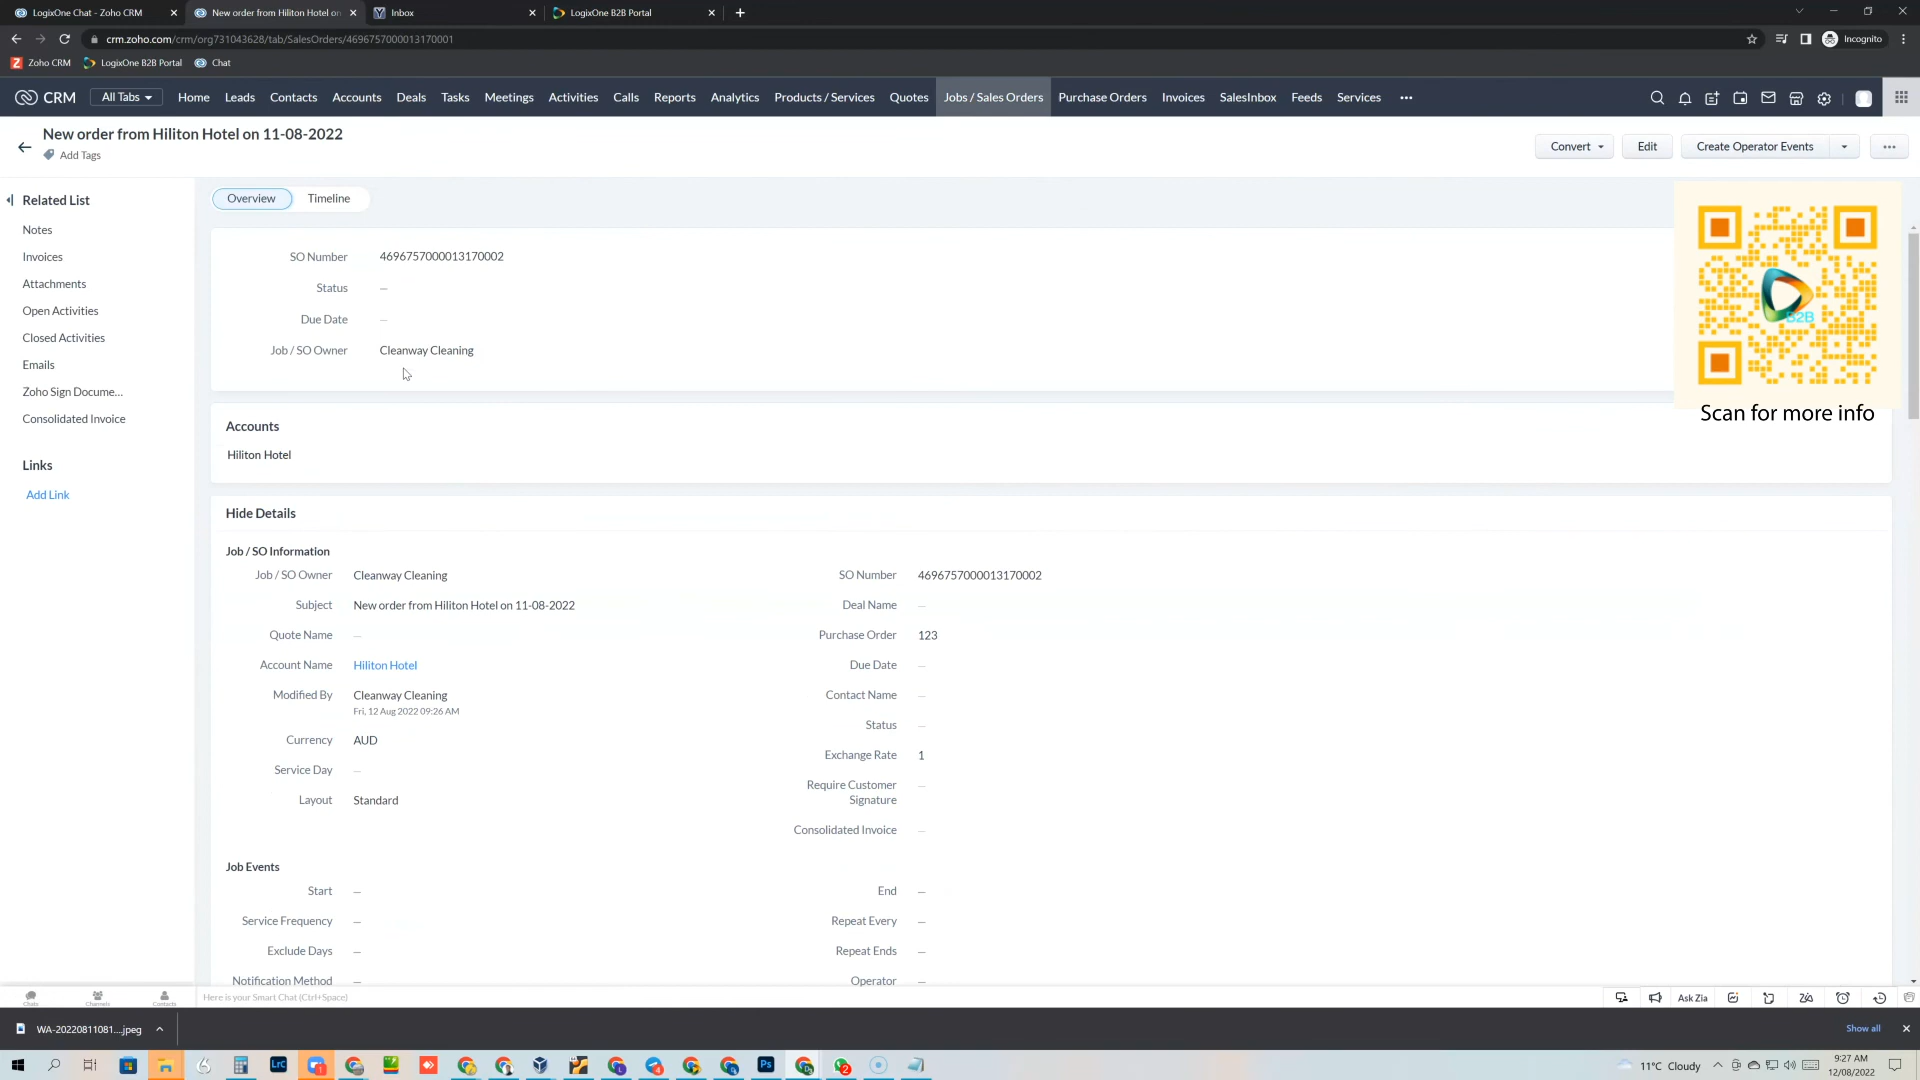 LogixOne Chat - Zoho CRM
New order from Hiliton Hotel on
Inbox
LogixOne B2B Portal
crm.zoho.com/crm/org731043628/tab/SalesOrders/4696757000013170001
Incognito
Zoho CRM
LogixOne B2B Portal
Chat
CRM
All Tabs
Home
Leads
Contacts
Accounts
Deals
Tasks
Meetings
Activities
Calls
Reports
Analytics
Products / Services
Quotes
Jobs / Sales Orders
Purchase Orders
Invoices
SalesInbox
Feeds
Services
New order from Hiliton Hotel on 11-08-2022
Add Tags
Convert
Edit
Create Operator Events
Related List
Notes
Invoices
Attachments
Open Activities
Closed Activities
Emails
Zoho Sign Docume...
Consolidated Invoice
Links
Add Link
Overview
Timeline
SO Number 4696757000013170002
Status —
Due Date —
Job / SO Owner Cleanway Cleaning
B2B
Scan for more info
Accounts
Hiliton Hotel
Hide Details
Job / SO Information
Job / SO Owner Cleanway Cleaning
SO Number 4696757000013170002
Subject New order from Hiliton Hotel on 11-08-2022
Deal Name —
Quote Name —
Purchase Order 123
Account Name Hiliton Hotel
Due Date —
Modified By Cleanway Cleaning
Fri, 12 Aug 2022 09:26 AM
Contact Name —
Status —
Currency AUD
Exchange Rate 1
Service Day —
Require Customer
Signature —
Layout Standard
Consolidated Invoice —
Job Events
Start —
End —
Service Frequency —
Repeat Every —
Exclude Days —
Repeat Ends —
Notification Method —
Operator —
Chats
Channels
Contacts
Here is your Smart Chat (Ctrl+Space)
Ask Zia
WA-20220811081....jpeg
Show all
LrC
Ps
2
11°C Cloudy
9:27 AM
12/08/2022